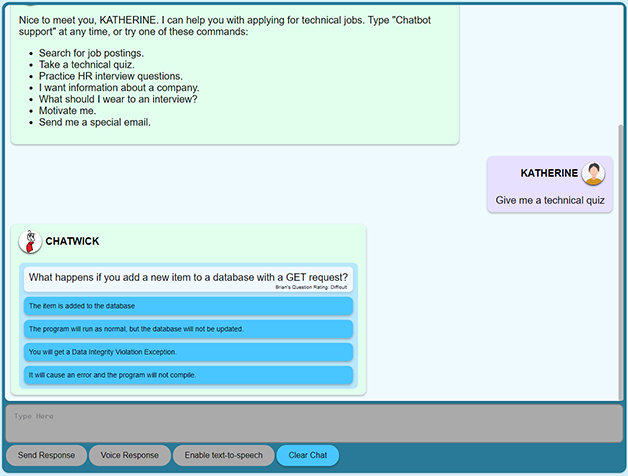 Nice to meet you, KATHERINE. I can help you with applying for technical jobs. Type "Chatbot
support" at any time, or try one of these commands:
Search for job postings.
Take a technical quiz.
Practice HR interview questions.
I want information about a company.
What should I wear to an interview?
Motivate me.
Send me a special email.
KATHERINE
Give me a technical quiz
CHATWICK
What happens if you add a new item to a database with a GET request?
Brian's Question Rating: Difficult
The item is added to the database
The program will run as normal, but the database will not be updated.
You will get a Data Integrity Violation Exception.
It will cause an error and the program will not compile.
Type Here
Send Response
Voice Response
Enable text-to-speech
Clear Chat